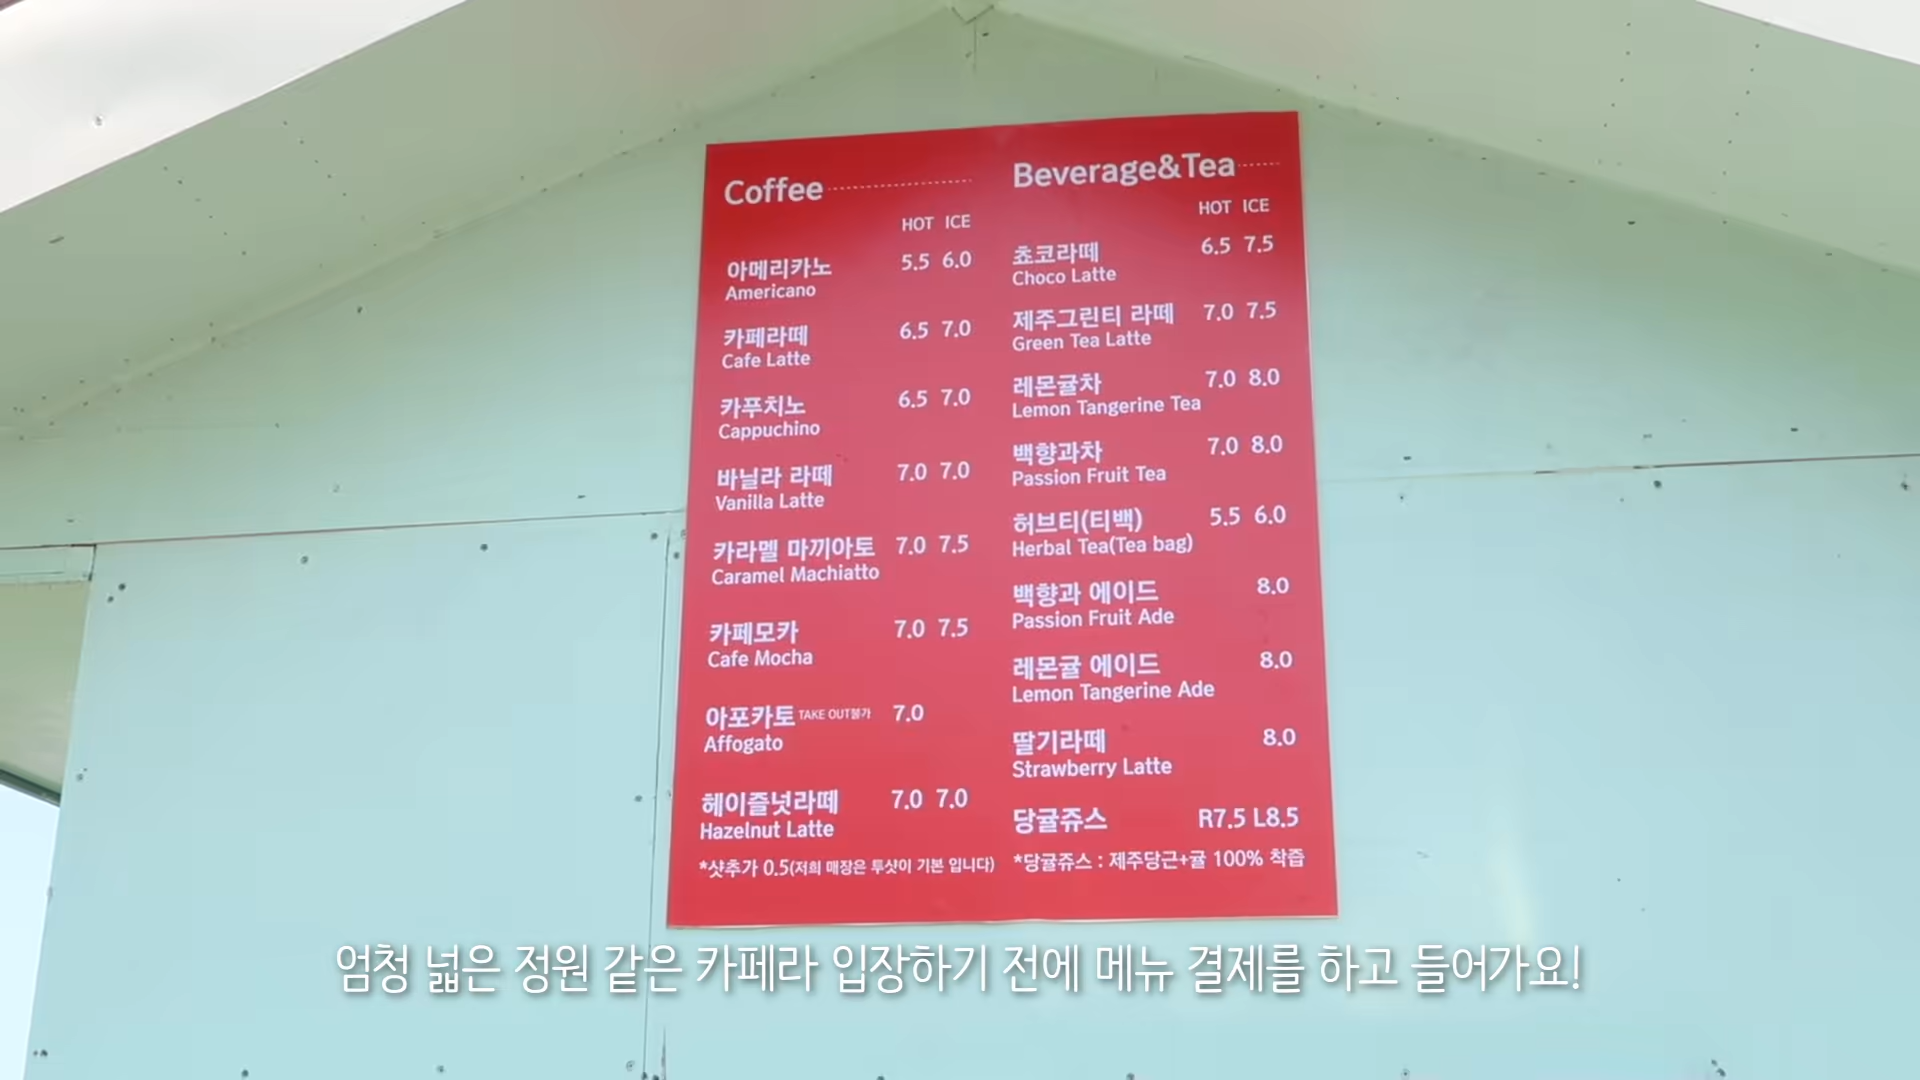 Coffee
HOT ICE
아메리카노 5.5 6.0
Americano
카페라떼 6.5 7.0
Cafe Latte
카푸치노 6.5 7.0
Cappuchino
바닐라 라떼 7.0 7.0
Vanilla Latte
카라멜 마끼아토 7.0 7.5
Caramel Machiatto
카페모카 7.0 7.5
Cafe Mocha
아포카토 TAKE OUT불가 7.0
Affogato
헤이즐넛라떼 7.0 7.0
Hazelnut Latte
*샷추가 0.5(저희 매장은 투샷이 기본 입니다)
Beverage&Tea
HOT ICE
쵸코라떼 6.5 7.5
Choco Latte
제주그린티 라떼 7.0 7.5
Green Tea Latte
레몬귤차 7.0 8.0
Lemon Tangerine Tea
백향과차 7.0 8.0
Passion Fruit Tea
허브티(티백) 5.5 6.0
Herbal Tea(Tea bag)
백향과 에이드 8.0
Passion Fruit Ade
레몬귤 에이드 8.0
Lemon Tangerine Ade
딸기라떼 8.0
Strawberry Latte
당귤쥬스 R7.5 L8.5
*당귤쥬스 : 제주당근+귤 100% 착즙
엄청 넓은 정원 같은 카페라 입장하기 전에 메뉴 결제를 하고 들어가요!